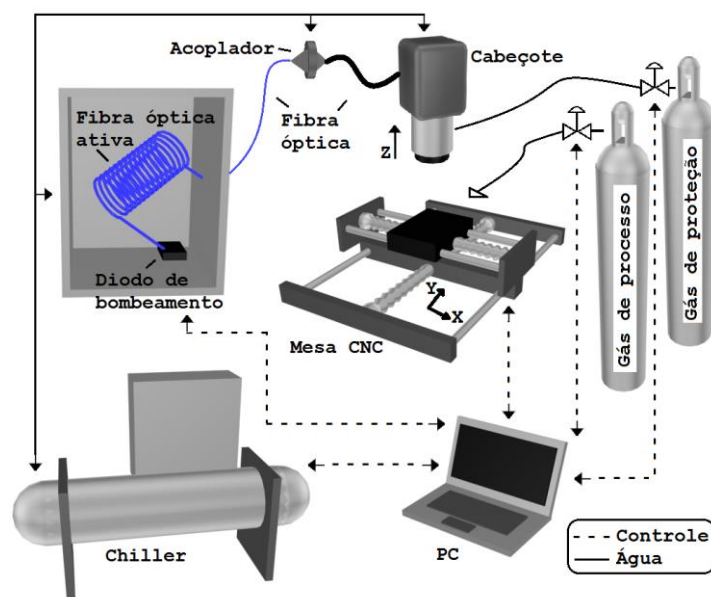 Acoplador
Cabeçote
Fibra óptica
ativa
Fibra
óptica
Z
Gás de processo
Gás de proteção
Diodo de
bombeamento
Y
X
Mesa CNC
Chiller
PC
Controle
Água